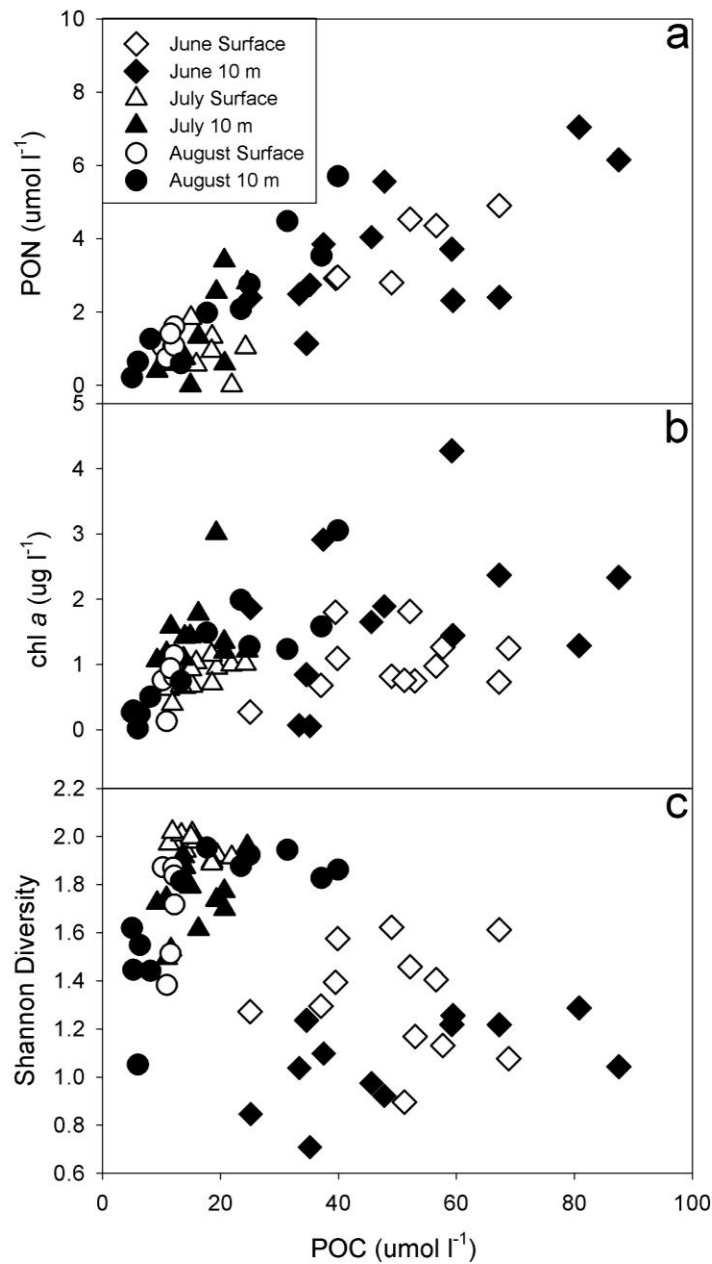 a
June Surface
June 10 m
July Surface
July 10 m
August Surface
August 10 m
10
8
6
4
2
0
PON (umol l-1)
b
5
4
3
2
1
0
chl a (ug l-1)
c
2.2
2.0
1.8
1.6
1.4
1.2
1.0
0.8
0.6
Shannon Diversity
0 20 40 60 80 100
POC (umol l-1)